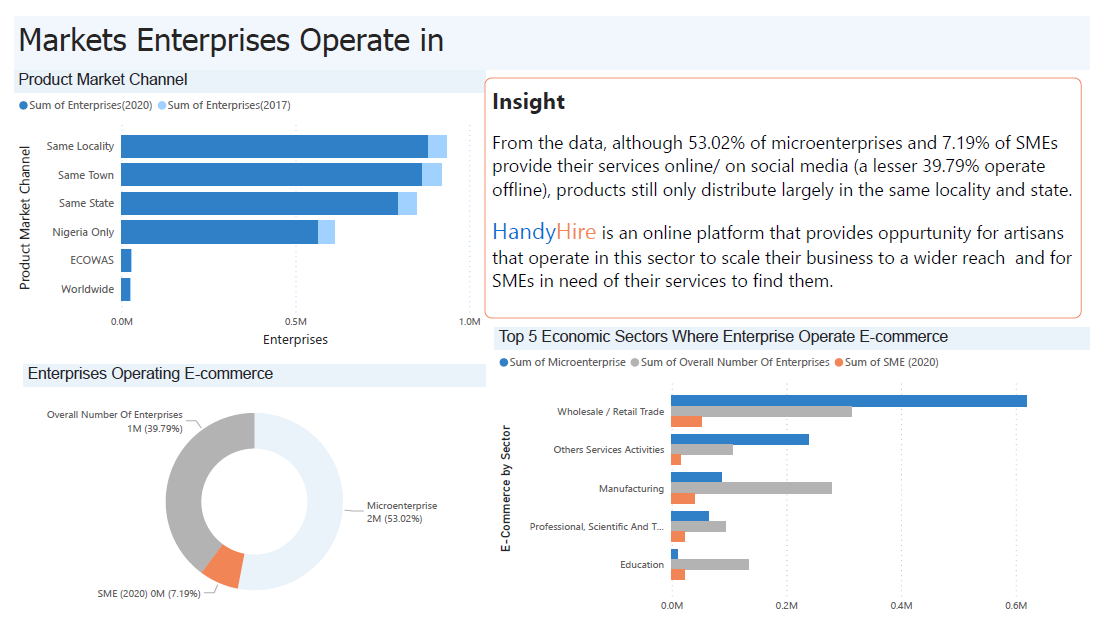 Markets Enterprises Operate in
Product Market Channel
Sum of Enterprises(2020) Sum of Enterprises(2017)
Product Market Channel
Same Locality
Same Town
Same State
Nigeria Only
ECOWAS
Worldwide
0.0M 0.5M 1.0M
Enterprises
Insight
From the data, although 53.02% of microenterprises and 7.19% of SMEs
provide their services online/ on social media (a lesser 39.79% operate
offline), products still only distribute largely in the same locality and state.
HandyHire is an online platform that provides oppurtunity for artisans
that operate in this sector to scale their business to a wider reach and for
SMEs in need of their services to find them.
Enterprises Operating E-commerce
Overall Number Of Enterprises
1M (39.79%)
Microenterprise
2M (53.02%)
SME (2020) 0M (7.19%)
Top 5 Economic Sectors Where Enterprise Operate E-commerce
Sum of Microenterprise Sum of Overall Number Of Enterprises Sum of SME (2020)
E-Commerce by Sector
Wholesale / Retail Trade
Others Services Activities
Manufacturing
Professional, Scientific And T...
Education
0.0M 0.2M 0.4M 0.6M